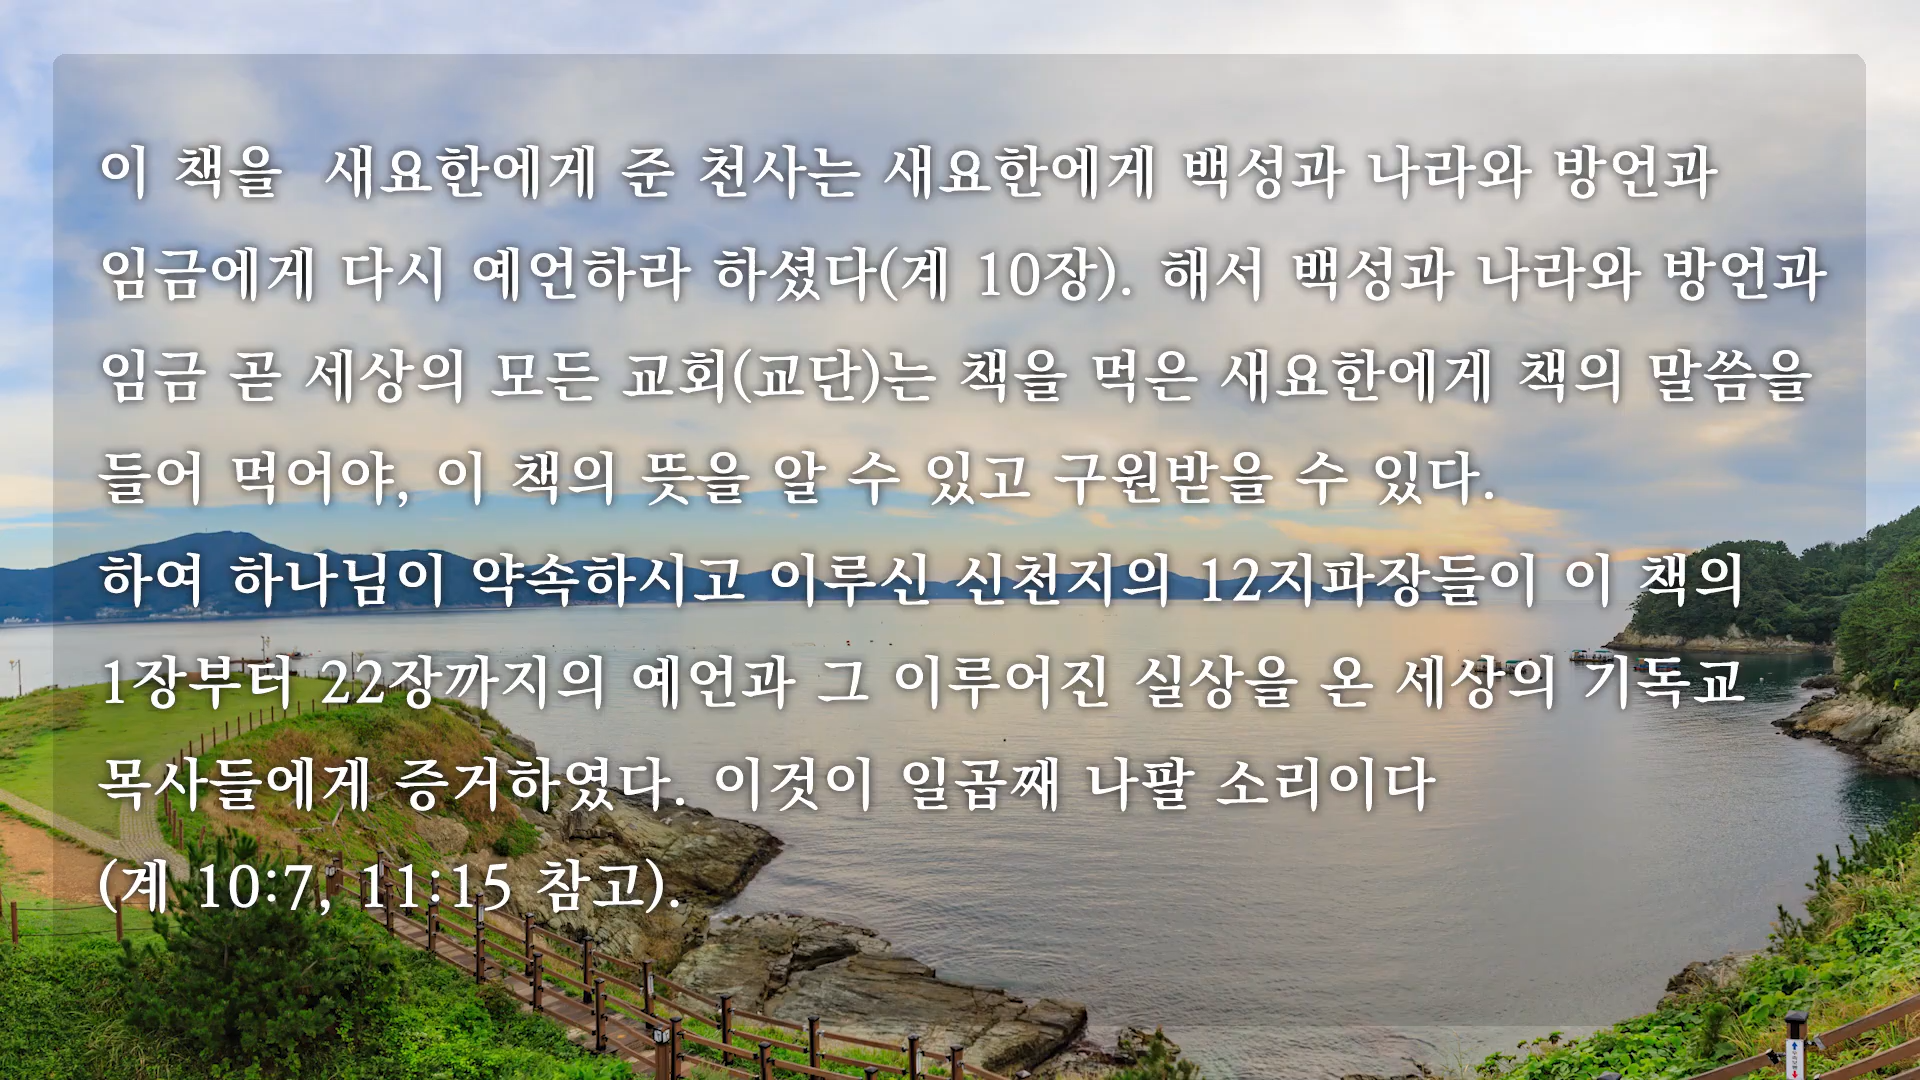 이 책을 새요한에게 준 천사는 새요한에게 백성과 나라와 방언과
임금에게 다시 예언하라 하셨다(계 10장). 해서 백성과 나라와 방언과
임금 곧 세상의 모든 교회(교단)는 책을 먹은 새요한에게 책의 말씀을
들어 먹어야, 이 책의 뜻을 알 수 있고 구원받을 수 있다.
하여 하나님이 약속하시고 이루신 신천지의 12지파장들이 이 책의
1장부터 22장까지의 예언과 그 이루어진 실상을 온 세상의 기독교
목사들에게 증거하였다. 이것이 일곱째 나팔 소리이다
(계 10:7, 11:15 참고).